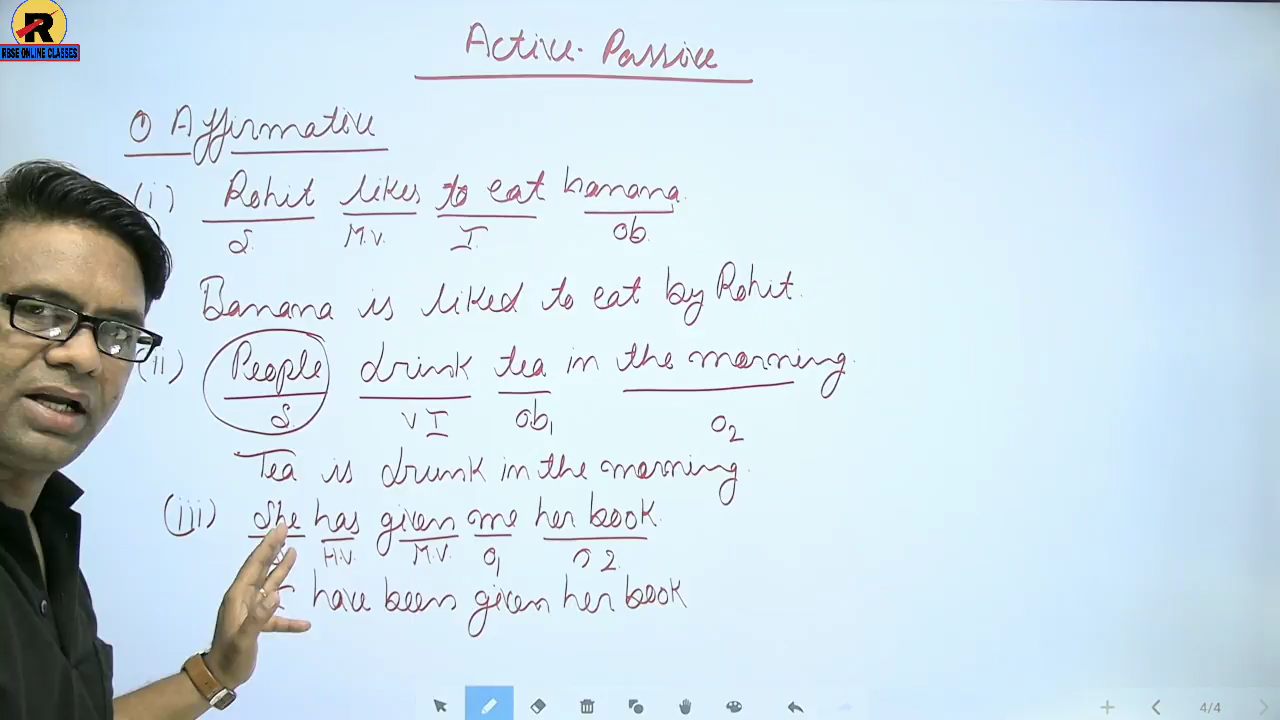 R
RBSE ONLINE CLASSES
Active-Passive
① Affirmative
(i) Rohit likes to eat banana.
S. M.V. I ob.
Banana is liked to eat by Rohit.
(ii) People drink tea in the morning.
S. V I ob1 O2
Tea is drunk in the morning.
(iii) She has given me her book.
H.V. M.V. O1 O2
I have been given her book
4/4